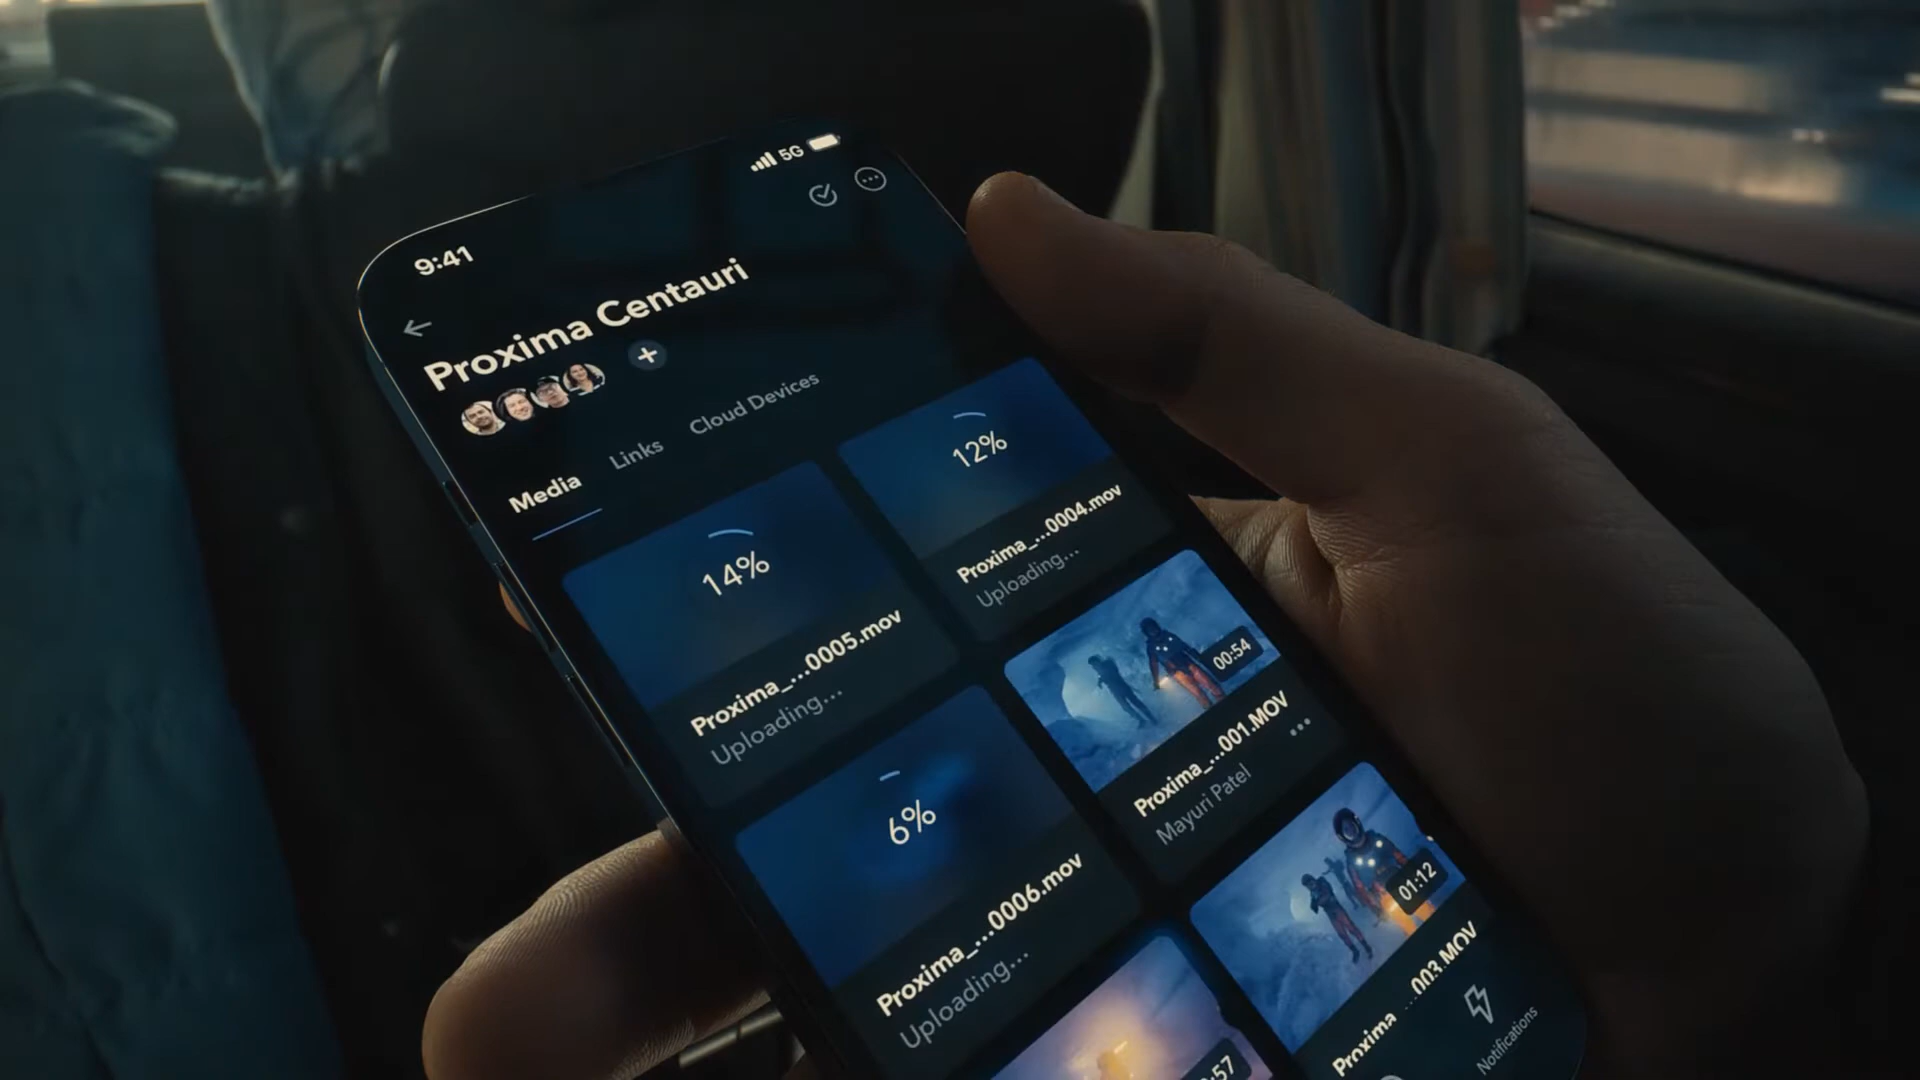 5G
9:41
Proxima Centauri
+
Media
Links
Cloud Devices
14%
Proxima_...0005.mov
Uploading...
12%
Proxima_...0004.mov
Uploading...
6%
Proxima_...0006.mov
Uploading...
00:54
Proxima_...001.MOV
Mayuri Patel
01:12
Proxima_...003.MOV
:57
Notifications